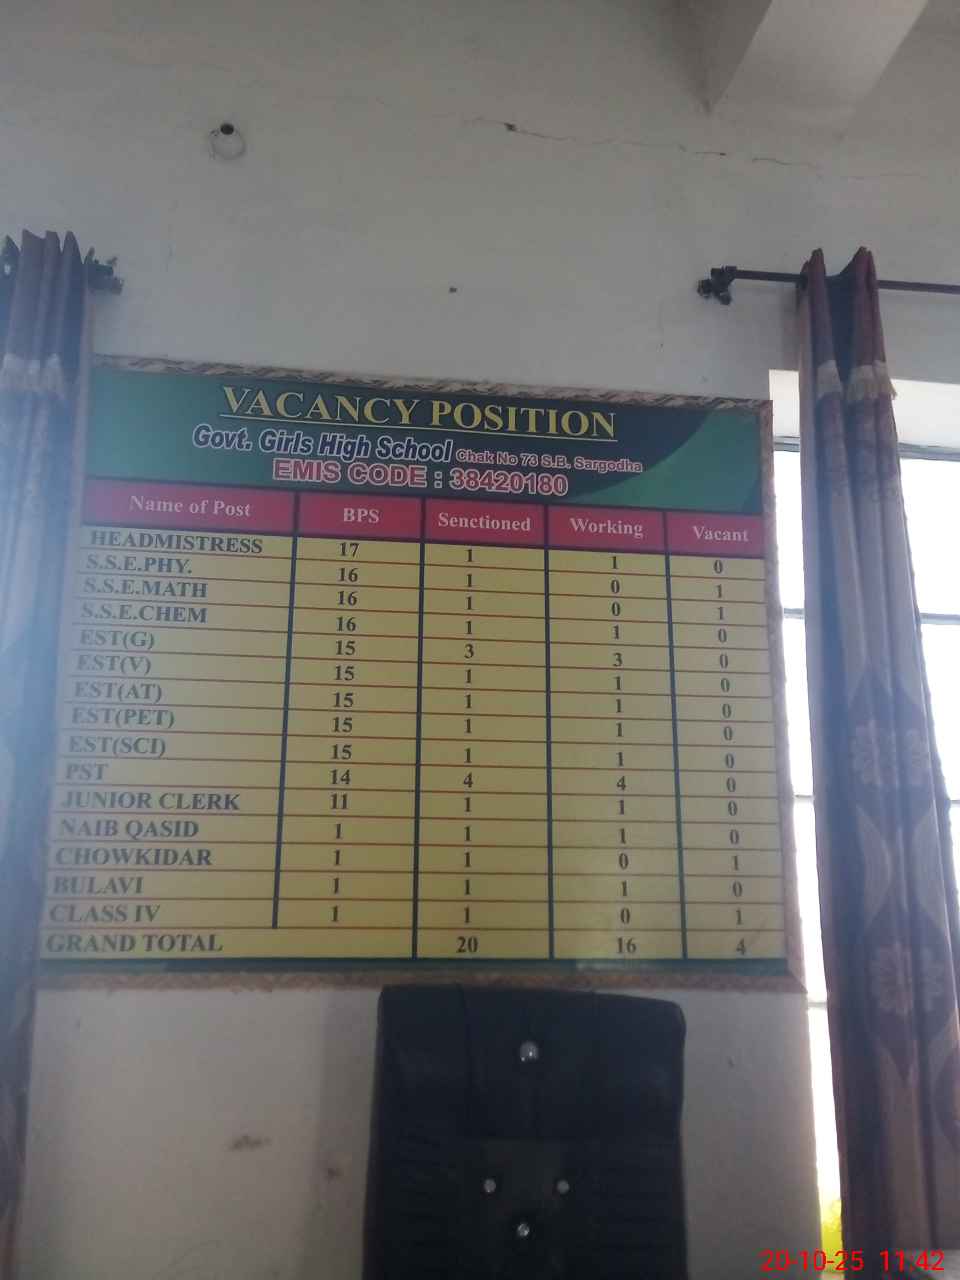 VACANCY POSITION
Govt. Girls High School Chak No 73 S.B. Sargodha
EMIS CODE : 38420180
Name of Post BPS Senctioned Working Vacant
HEADMISTRESS 17 1 1 0
S.S.E.PHY. 16 1 0 1
S.S.E.MATH 16 1 0 1
S.S.E.CHEM 16 1 1 0
EST(G) 15 3 3 0
EST(V) 15 1 1 0
EST(AT) 15 1 1 0
EST(PET) 15 1 1 0
EST(SCI) 15 1 1 0
PST 14 4 4 0
JUNIOR CLERK 11 1 1 0
NAIB QASID 1 1 1 0
CHOWKIDAR 1 1 0 1
BULAVI 1 1 1 0
CLASS IV 1 1 0 1
GRAND TOTAL 20 16 4
20-10-25 11:42